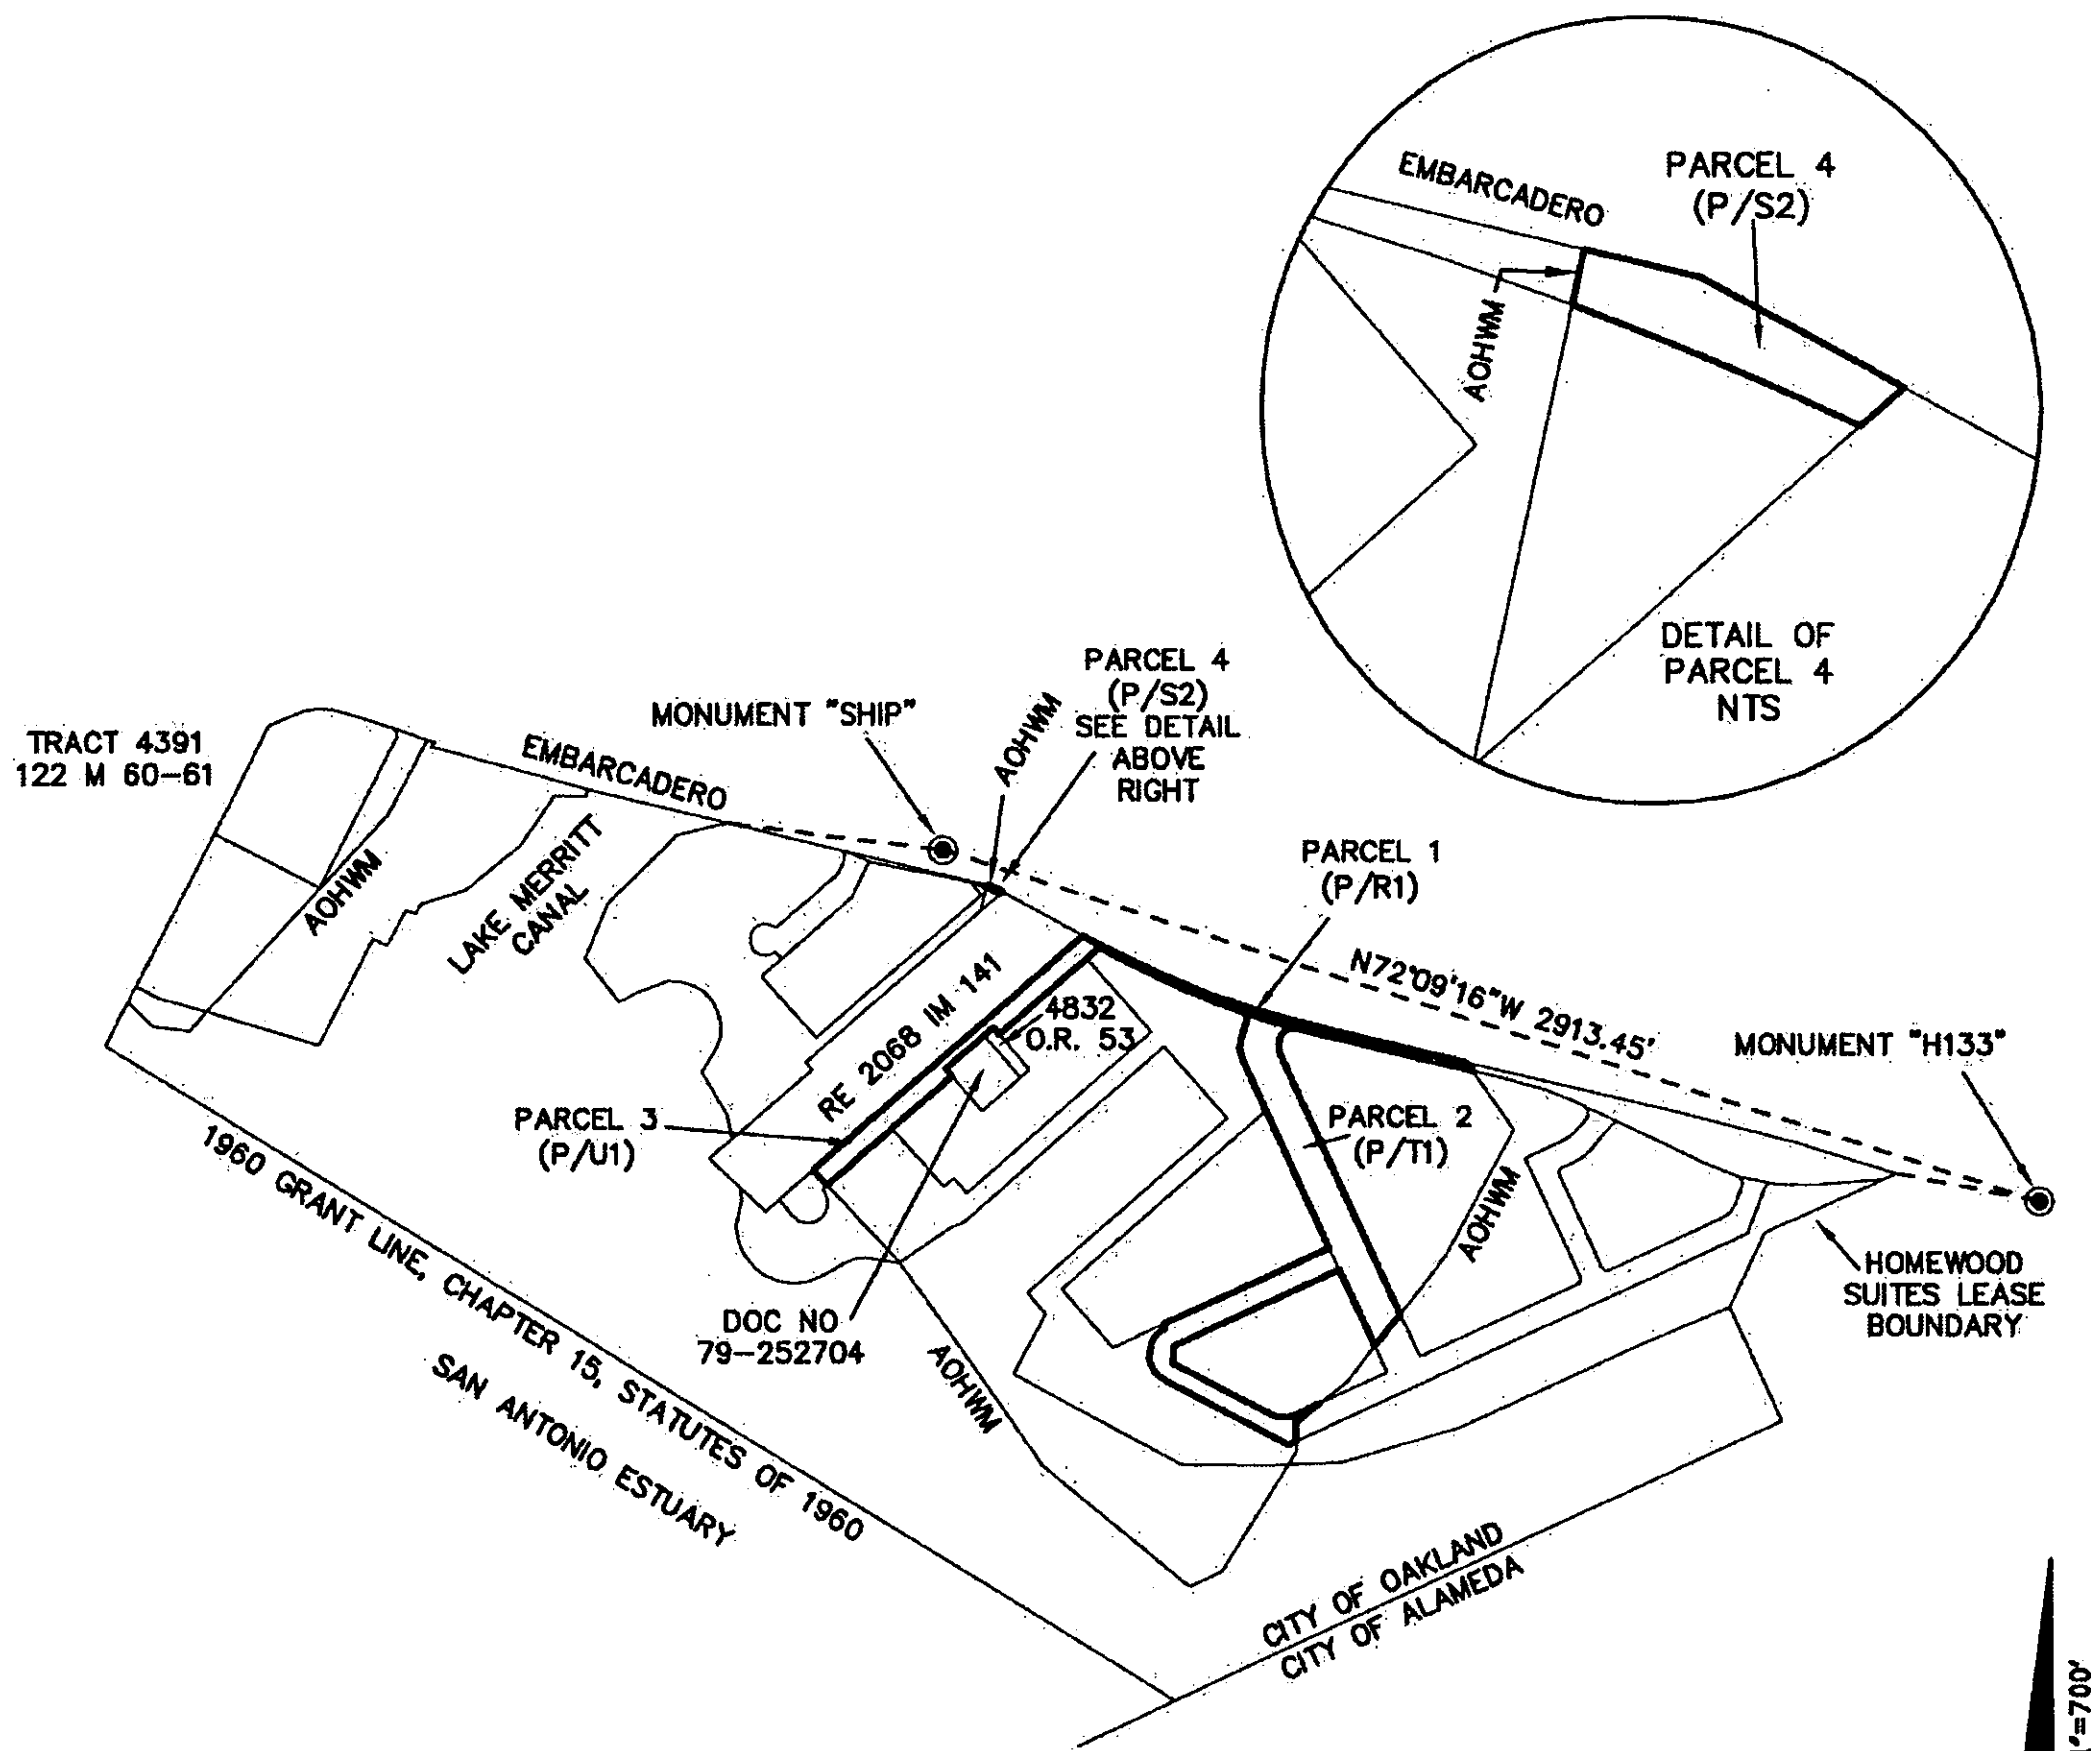 EMBARCADERO
PARCEL 4
(P/S2)
AOHWM
DETAIL OF
PARCEL 4
NTS
TRACT 4391
122 M 60-61
EMBARCADERO
MONUMENT "SHIP"
AOHWM
PARCEL 4
(P/S2)
SEE DETAIL
ABOVE
RIGHT
AOHWM
LAKE MERRITT
CANAL
PARCEL 1
(P/R1)
N72°09'16"W 2913.45'
MONUMENT "H133"
RE 2068 IM 141
4832
O.R. 53
PARCEL 3
(P/U1)
PARCEL 2
(P/T1)
AOHWM
HOMEWOOD
SUITES LEASE
BOUNDARY
DOC NO
79-252704
AOHWM
1960 GRANT LINE, CHAPTER 15, STATUTES OF 1960
SAN ANTONIO ESTUARY
CITY OF OAKLAND
CITY OF ALAMEDA
"=700'